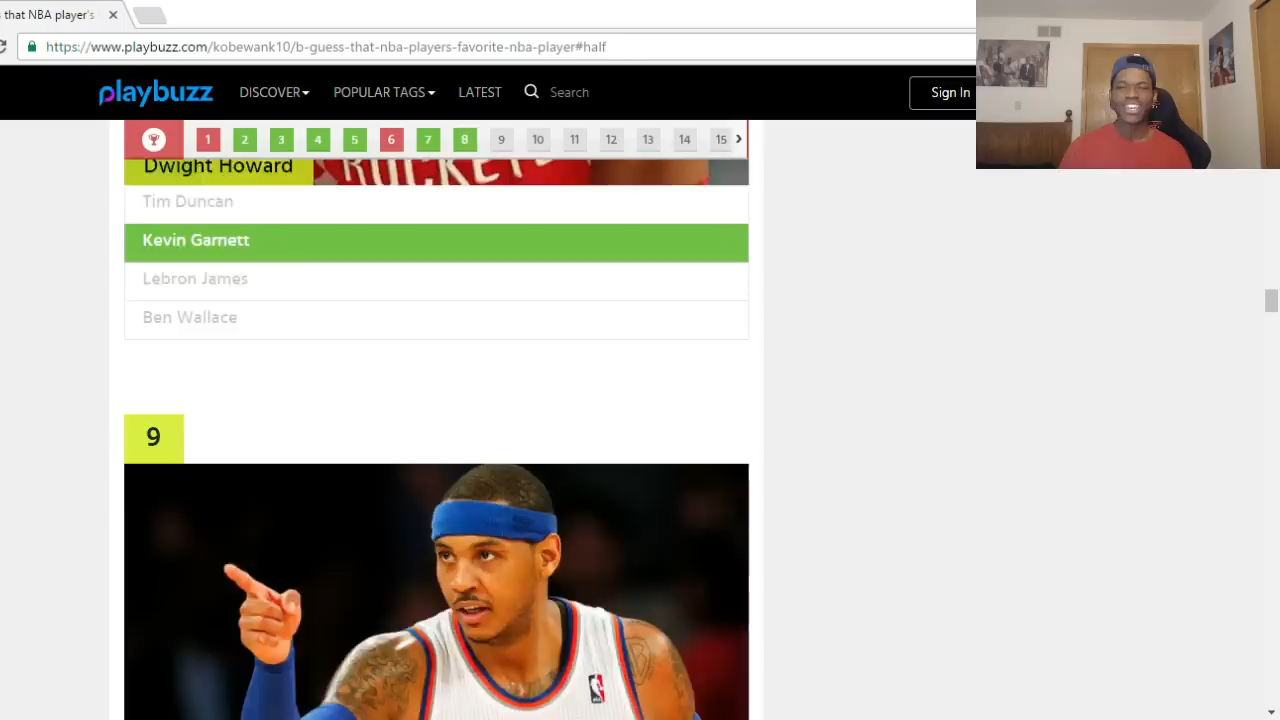 s that NBA player's
https://www.playbuzz.com/kobewank10/b-guess-that-nba-players-favorite-nba-player#half
playbuzz DISCOVER POPULAR TAGS LATEST Search Sign In
1 2 3 4 5 6 7 8 9 10 11 12 13 14 15
Dwight Howard
ROCKETS
Tim Duncan
Kevin Garnett
Lebron James
Ben Wallace
9